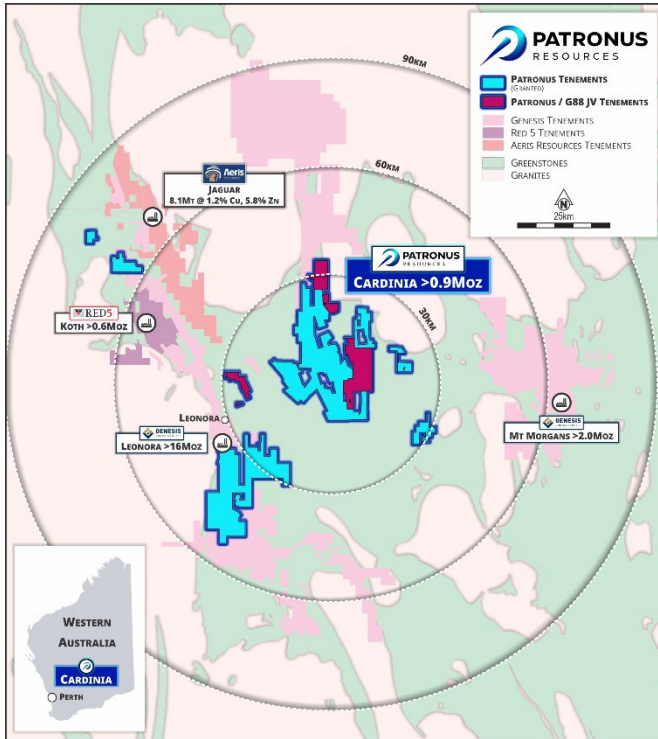 PATRONUS
RESOURCES
PATRONUS TENEMENTS
(GRANTED)
PATRONUS / G88 JV TENEMENTS
GENESIS TENEMENTS
RED 5 TENEMENTS
AERIS RESOURCES TENEMENTS
GREENSTONES
GRANITES
N
25km
90KM
60KM
30KM
Aeris
JAGUAR
8.1MT @ 1.2% CU, 5.8% ZN
PATRONUS
RESOURCES
CARDINIA >0.9MOZ
RED5
KOTH >0.6MOZ
LEONORA
GENESIS
LEONORA >16MOZ
GENESIS
MT MORGANS >2.0MOZ
WESTERN
AUSTRALIA
CARDINIA
PERTH